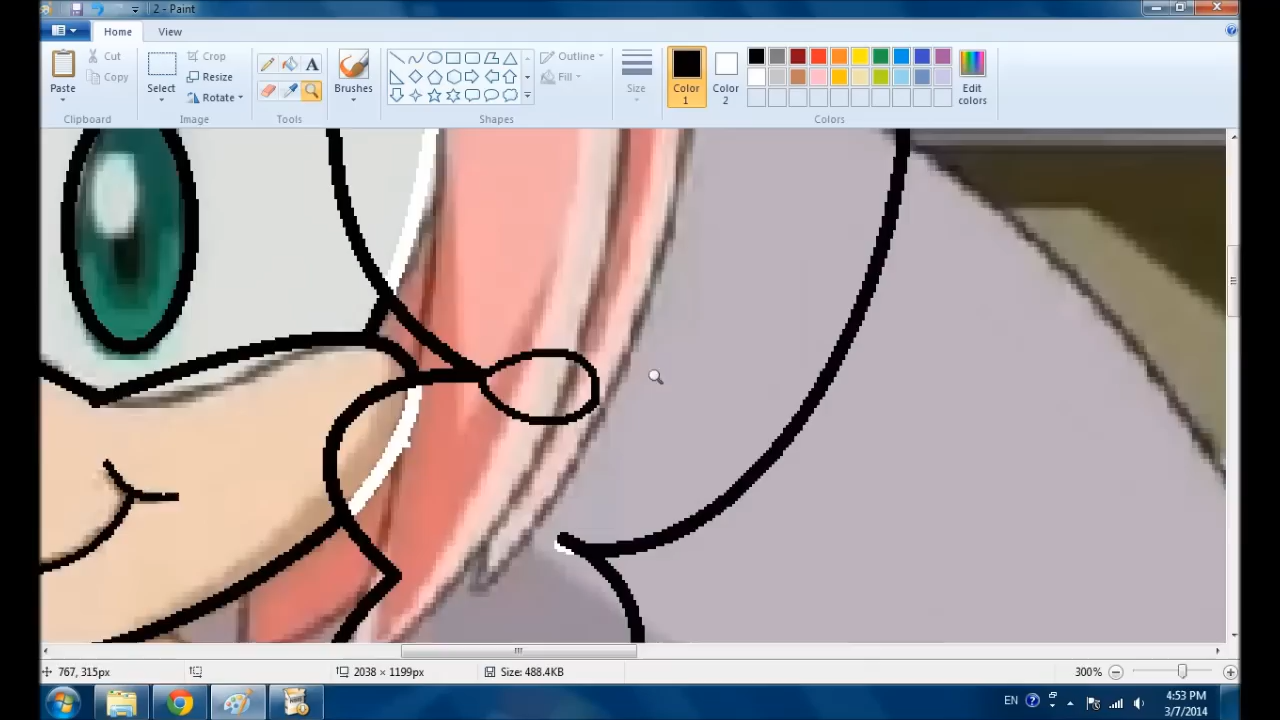 2 - Paint
Home
View
Paste
Cut
Copy
Clipboard
Select
Crop
Resize
Rotate
Image
A
Tools
Brushes
Shapes
Outline
Fill
Size
Color 1
Color 2
Edit colors
Colors
767, 315px
2038 × 1199px
Size: 488.4KB
300%
EN
4:53 PM
3/7/2014